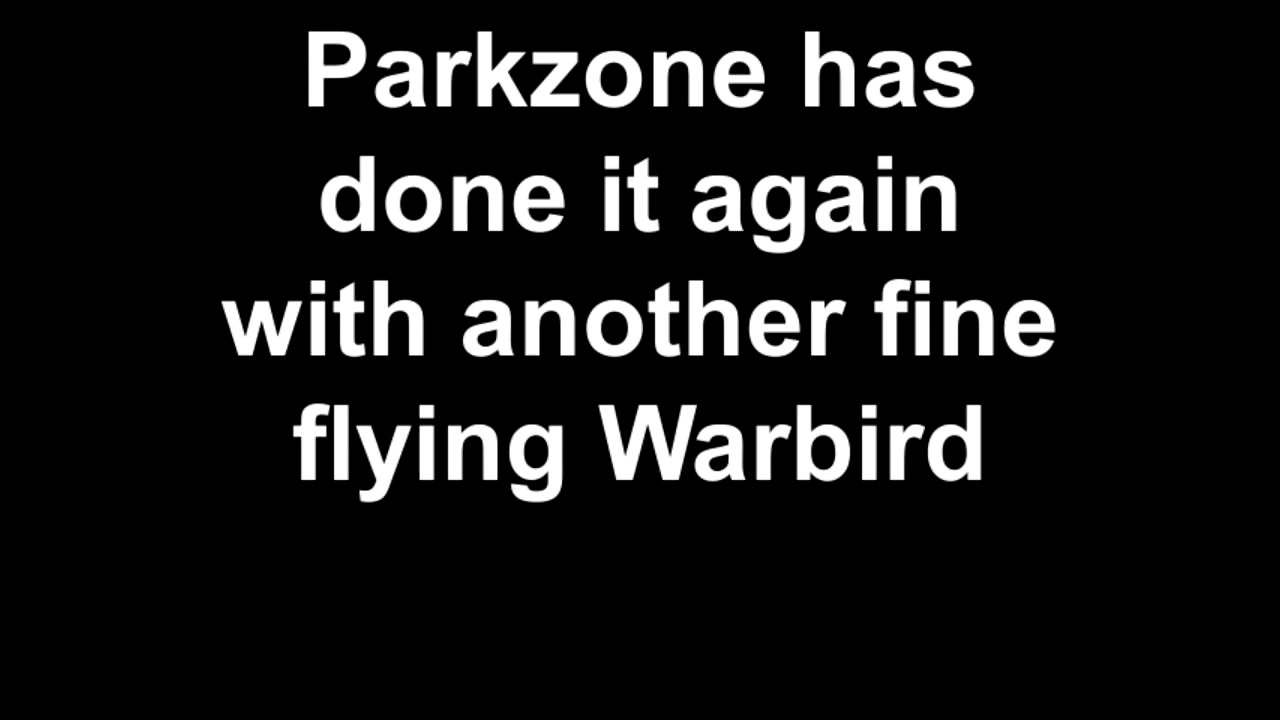 Parkzone has
done it again
with another fine
flying Warbird